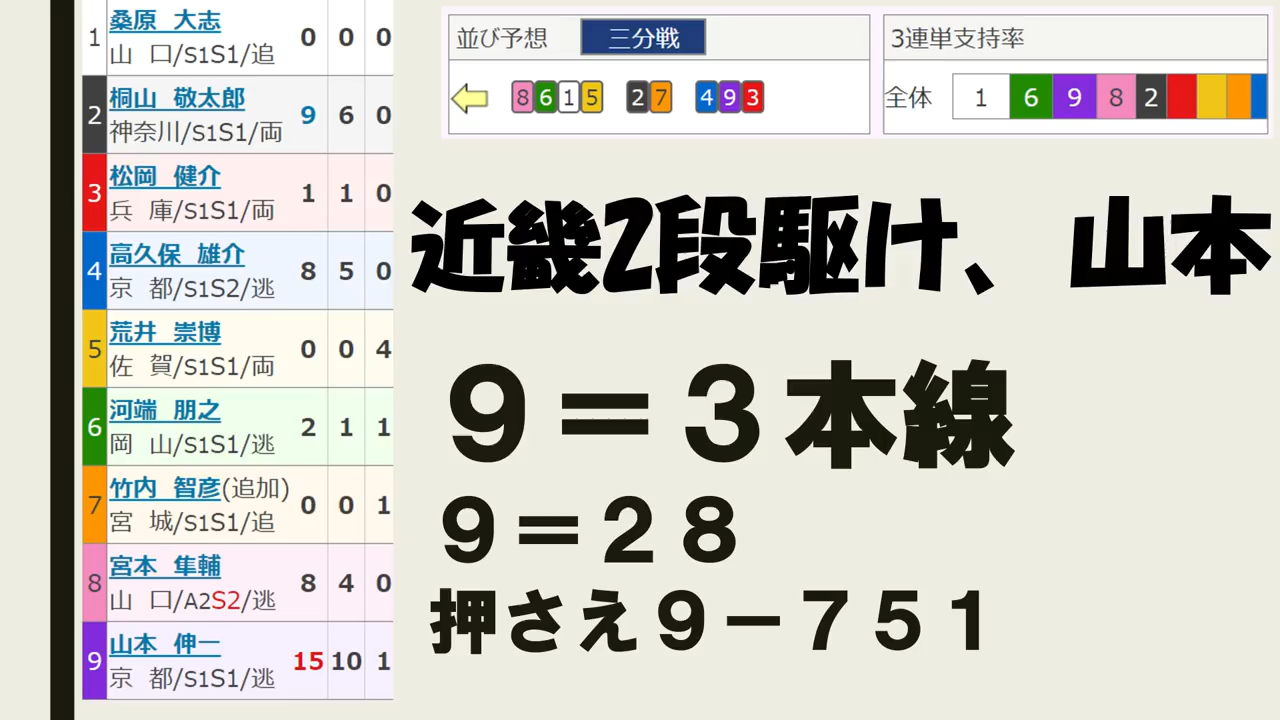 1 桑原 大志 0 0 0
山 口/S1S1/追
2 桐山 敬太郎 9 6 0
神奈川/S1S1/両
3 松岡 健介 1 1 0
兵 庫/S1S1/両
4 高久保 雄介 8 5 0
京 都/S1S2/逃
5 荒井 崇博 0 0 4
佐 賀/S1S1/両
6 河端 朋之 2 1 1
岡 山/S1S1/逃
7 竹内 智彦(追加) 0 0 1
宮 城/S1S1/追
8 宮本 隼輔 8 4 0
山 口/A2S2/逃
9 山本 伸一 15 10 1
京 都/S1S1/逃
並び予想 三分戦
8 6 1 5 2 7 4 9 3
3連単支持率
全体 1 6 9 8 2
近畿2段駆け、山本
９＝３本線
９＝２８
押さえ９－７５１